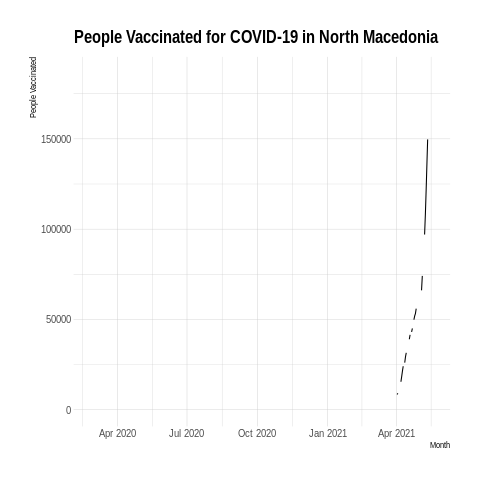 People Vaccinated for COVID-19 in North Macedonia
People Vaccinated
150000
100000
50000
0
Apr 2020 Jul 2020 Oct 2020 Jan 2021 Apr 2021
Month